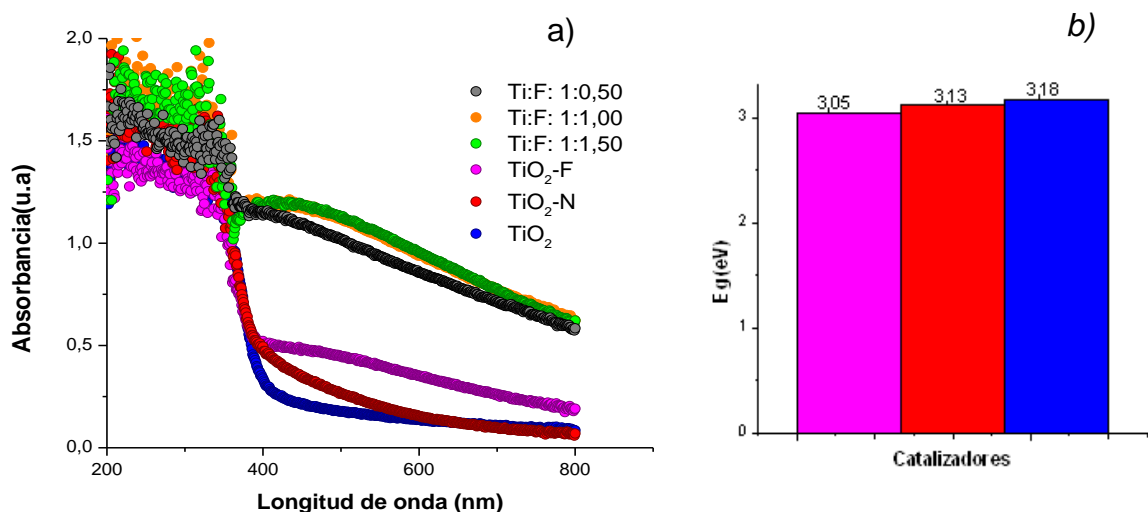 a)
2,0
1,5
1,0
0,5
0,0
Absorbancia(u.a)
200
400
600
800
Longitud de onda (nm)
Ti:F: 1:0,50
Ti:F: 1:1,00
Ti:F: 1:1,50
TiO2-F
TiO2-N
TiO2
b)
3,05
3,13
3,18
3
2
1
0
Eg(eV)
Catalizadores